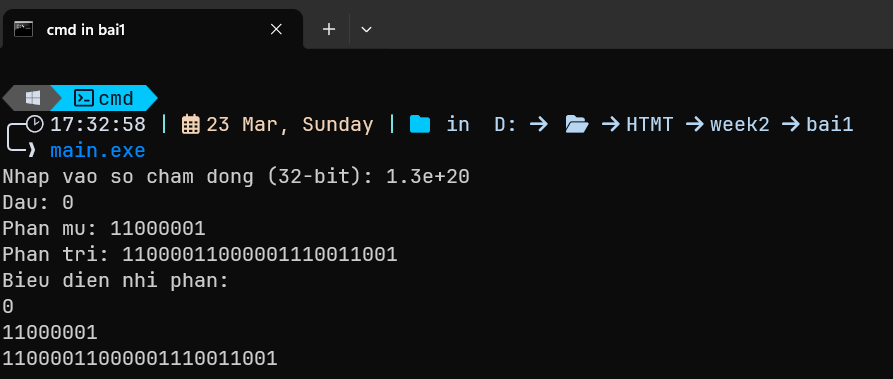 cmd in bai1
cmd
17:32:58 | 23 Mar, Sunday | in D: → → HTMT → week2 → bai1
main.exe
Nhap vao so cham dong (32-bit): 1.3e+20
Dau: 0
Phan mu: 11000001
Phan tri: 11000011000001110011001
Bieu dien nhi phan:
0
11000001
11000011000001110011001